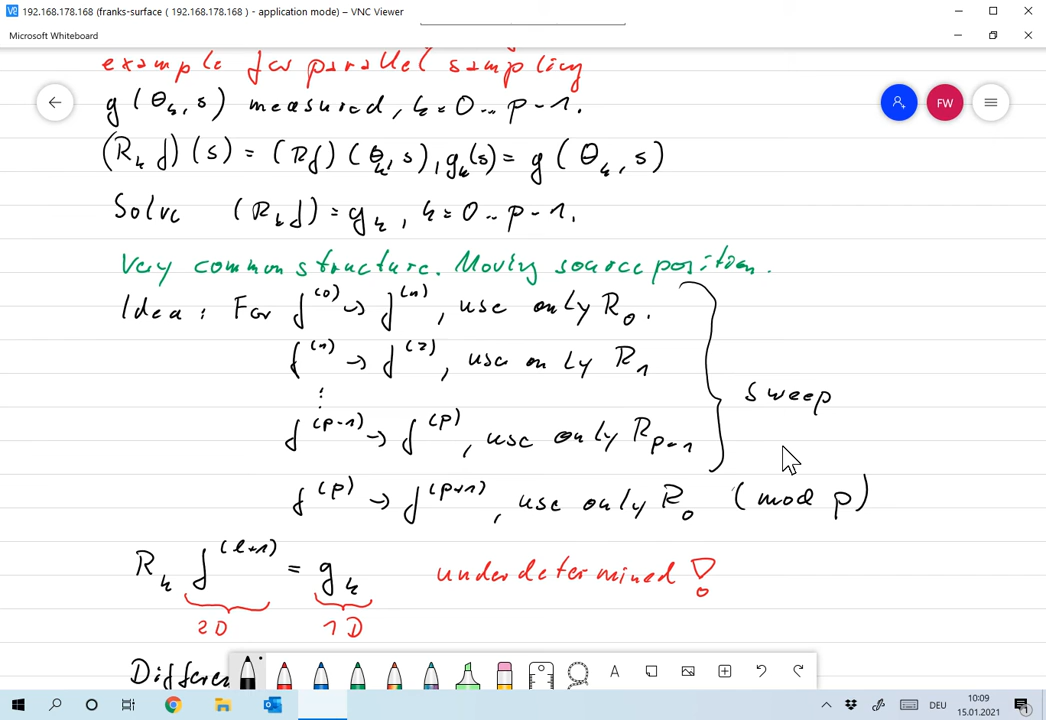 192.168.178.168 (franks-surface ( 192.168.178.168 ) - application mode) – VNC Viewer
Microsoft Whiteboard
example for parallel sampling
g(θₖ, s) measured, k = 0 .. p-1.
(Rₖ f)(s) = (Rf)(θₖ, s), gₖ(s) = g(θₖ, s)
Solve (Rₖ f) = gₖ, k = 0 .. p-1.
Very common structure. Moving source position.
Idea: For f⁽⁰⁾ → f⁽¹⁾, use only R₀.
f⁽¹⁾ → f⁽²⁾, use only R₁
⋮
f⁽ᵖ⁻¹⁾ → f⁽ᵖ⁾, use only Rₚ₋₁
sweep
f⁽ᵖ⁾ → f⁽ᵖ⁺¹⁾, use only R₀ (mod p)
Rₖ f⁽ˡ⁺¹⁾ = gₖ underdetermined!
2D 1D
Differen
FW
A
DEU
10:09
15.01.2021
1